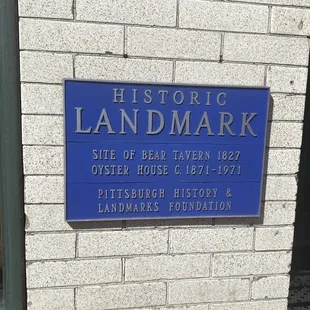 HISTORIC
LANDMARK
SITE OF BEAR TAVERN 1827
OYSTER HOUSE C. 1871-1971
PITTSBURGH HISTORY &
LANDMARKS FOUNDATION